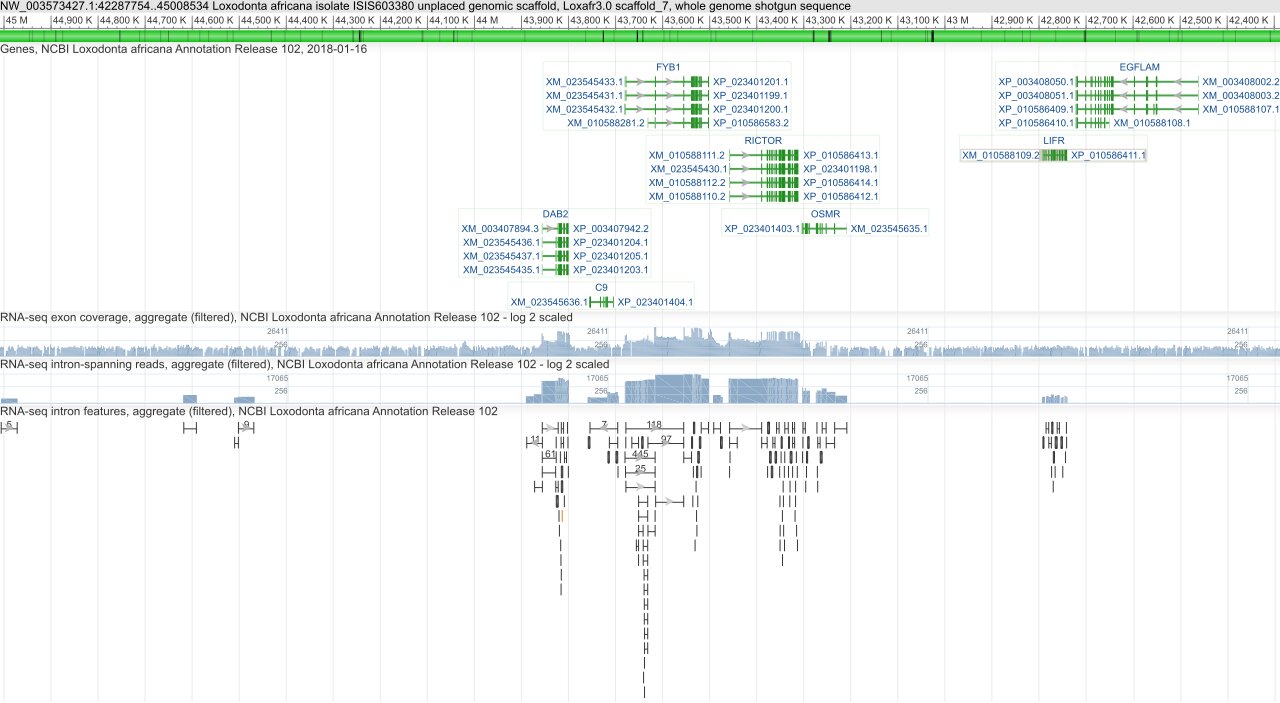 NW_003573427.1:42287754..45008534 Loxodonta africana isolate ISIS603380 unplaced genomic scaffold, Loxafr3.0 scaffold_7, whole genome shotgun sequence
45 M 44,900 K 44,800 K 44,700 K 44,600 K 44,500 K 44,400 K 44,300 K 44,200 K 44,100 K 44 M 43,900 K 43,800 K 43,700 K 43,600 K 43,500 K 43,400 K 43,300 K 43,200 K 43,100 K 43 M 42,900 K 42,800 K 42,700 K 42,600 K 42,500 K 42,400 K
Genes, NCBI Loxodonta africana Annotation Release 102, 2018-01-16
FYB1 EGFLAM
XM_023545433.1 XP_023401201.1 XP_003408050.1 XM_003408002.2
XM_023545431.1 XP_023401199.1 XP_003408051.1 XM_003408003.2
XM_023545432.1 XP_023401200.1 XP_010586409.1 XM_010588107.1
XM_010588281.2 XP_010586583.2 XP_010586410.1 XM_010588108.1
RICTOR LIFR
XM_010588111.2 XP_010586413.1 XM_010588109.2 XP_010586411.1
XM_023545430.1 XP_023401198.1
XM_010588112.2 XP_010586414.1
XM_010588110.2 XP_010586412.1
DAB2 OSMR
XM_003407894.3 XP_003407942.2 XP_023401403.1 XM_023545635.1
XM_023545436.1 XP_023401204.1
XM_023545437.1 XP_023401205.1
XM_023545435.1 XP_023401203.1
C9
XM_023545636.1 XP_023401404.1
RNA-seq exon coverage, aggregate (filtered), NCBI Loxodonta africana Annotation Release 102 - log 2 scaled
26411 26411 26411 26411
256 256 256 256
RNA-seq intron-spanning reads, aggregate (filtered), NCBI Loxodonta africana Annotation Release 102 - log 2 scaled
17065 17065 17065 17065
256 256 256 256
RNA-seq intron features, aggregate (filtered), NCBI Loxodonta africana Annotation Release 102
5 9 7 118
11 97
61 445
25